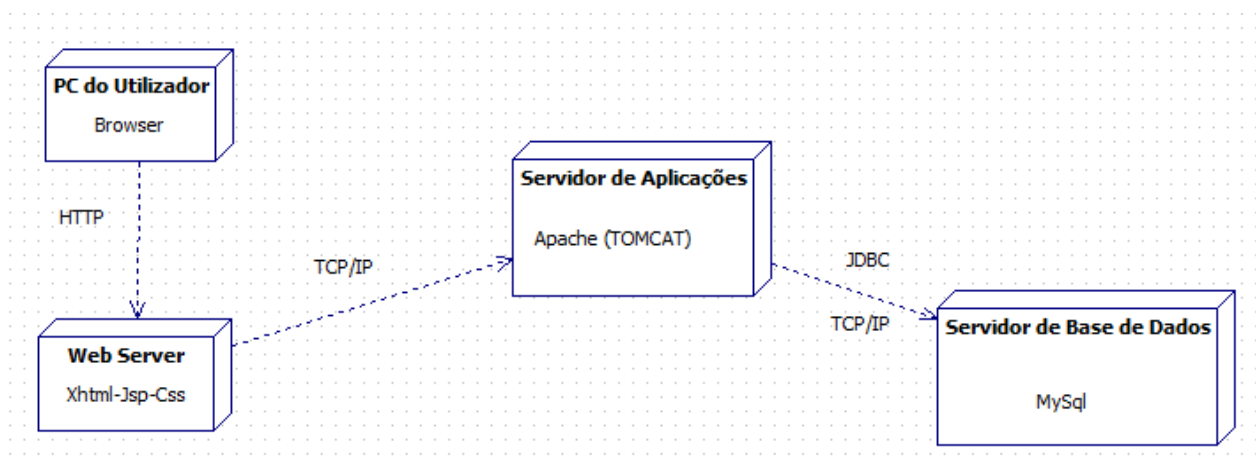 PC do Utilizador
Browser
HTTP
Web Server
Xhtml-Jsp-Css
TCP/IP
Servidor de Aplicações
Apache (TOMCAT)
JDBC
TCP/IP
Servidor de Base de Dados
MySql